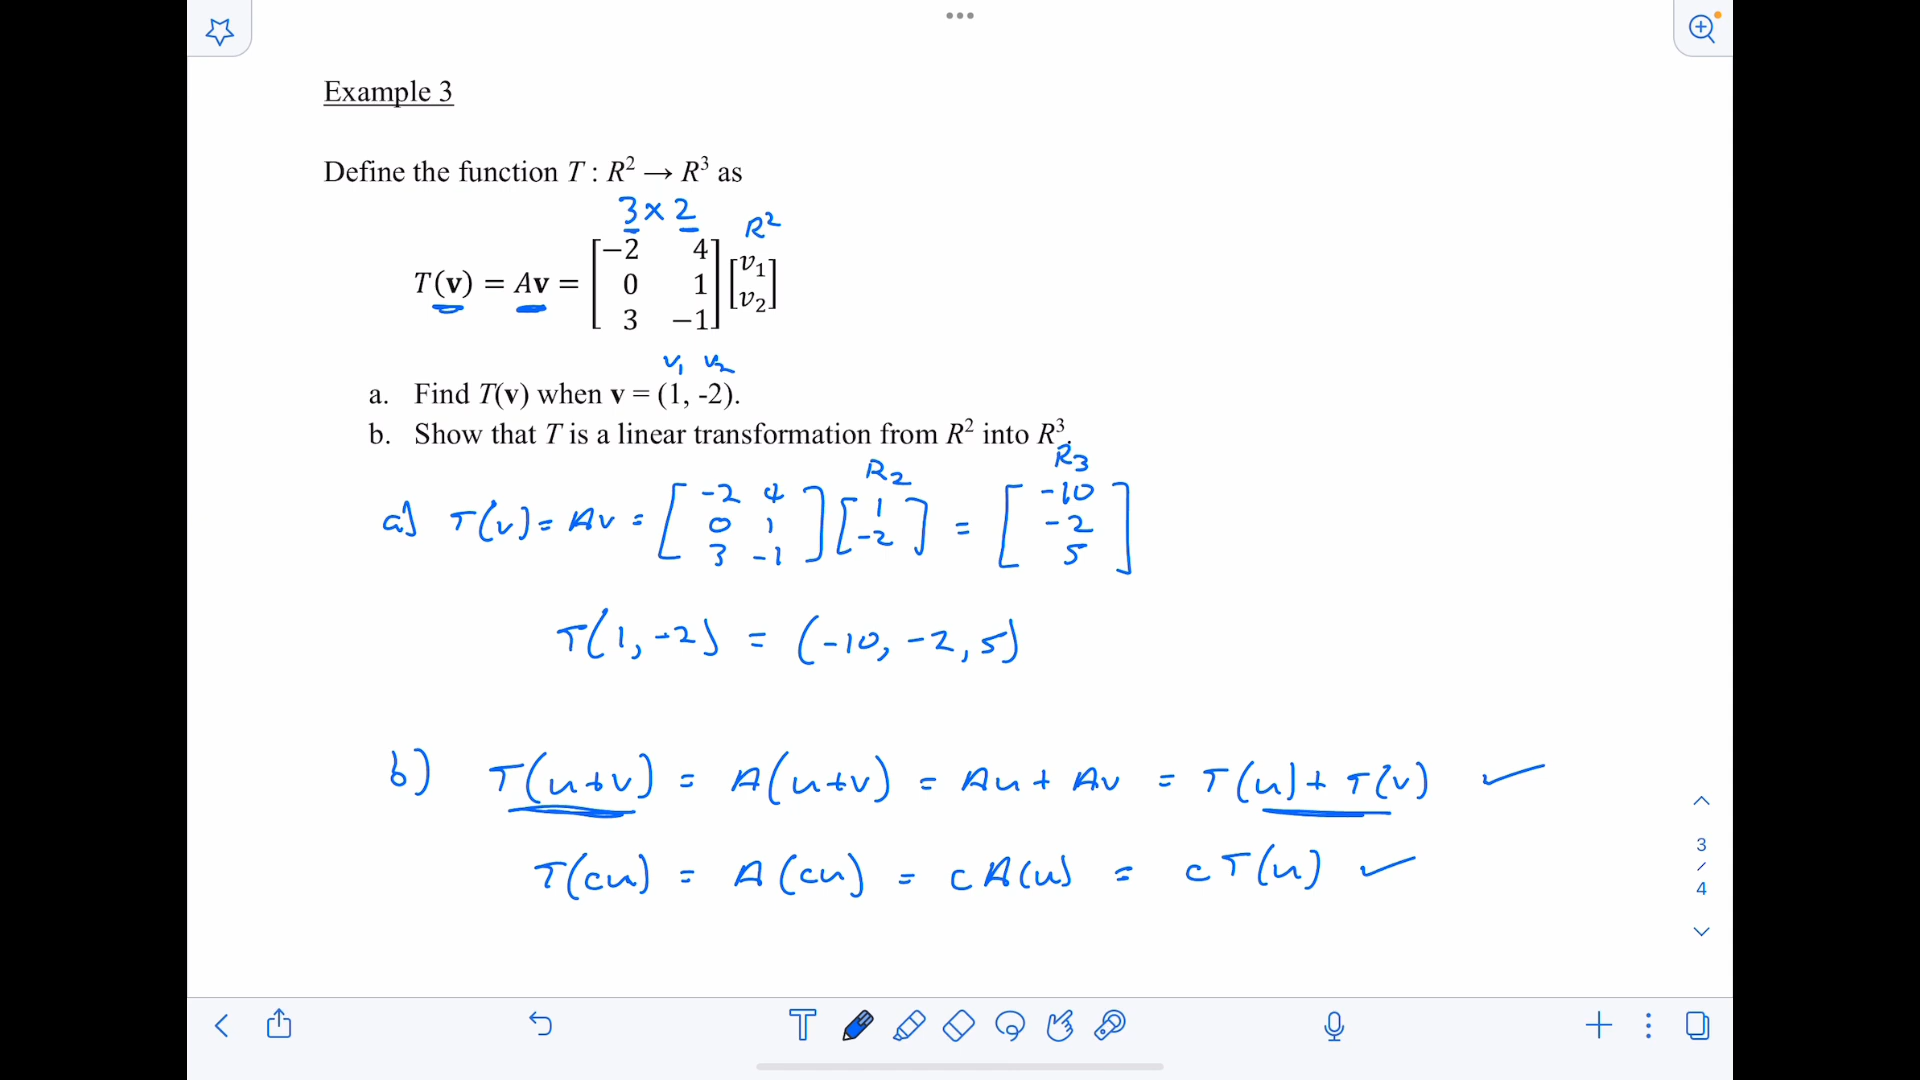 Example 3
Define the function T : R² → R³ as
3 × 2
R²
T(v) = Av = [−2 4; 0 1; 3 −1] [v₁; v₂]
v₁ v₂
a. Find T(v) when v = (1, -2).
b. Show that T is a linear transformation from R² into R³.
R2 R3
a) T(v) = Av = [-2 4; 0 1; 3 -1] [1; -2] = [-10; -2; 5]
T(1, -2) = (-10, -2, 5)
b) T(u+v) = A(u+v) = Au + Av = T(u) + T(v) ✓
T(cu) = A(cu) = cA(u) = cT(u) ✓
3
/
4
T